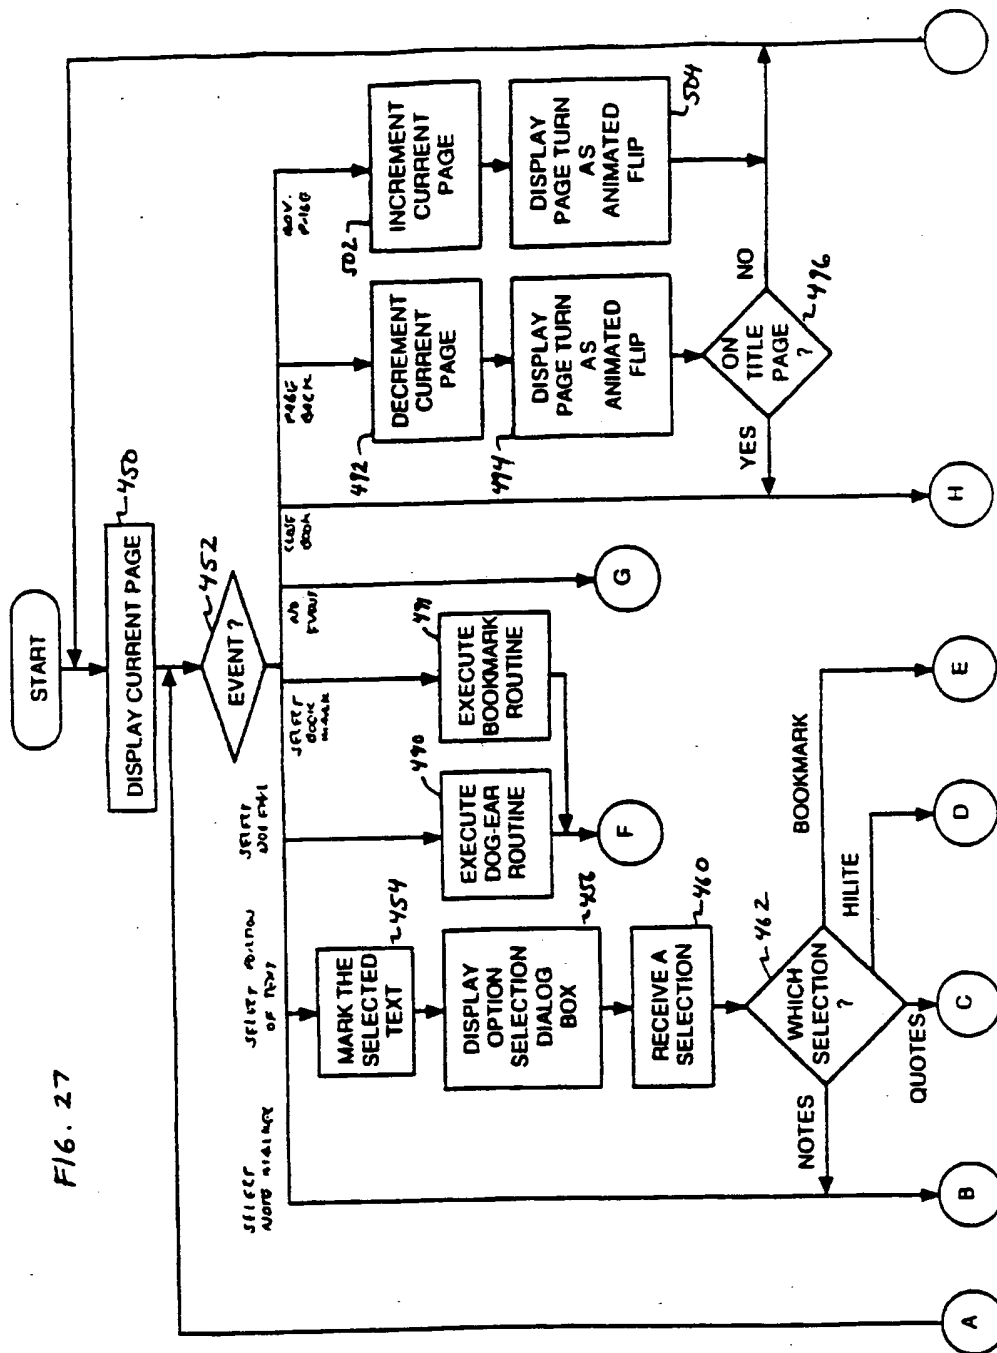 FIG. 27
START
DISPLAY CURRENT PAGE
450
EVENT ?
452
SELECT
NOTE
SELECT PORTION
OF TEXT
SELECT
SELECT
BOOK
MARK
NO
EVENT
CLOSE
BOOK
PAGE
BACK
ADV.
PAGE
MARK THE
SELECTED
TEXT
454
DISPLAY
OPTION
SELECTION
DIALOG
BOX
456
RECEIVE A
SELECTION
460
WHICH
SELECTION
?
462
NOTES
QUOTES
HILITE
BOOKMARK
EXECUTE
DOG-EAR
ROUTINE
490
EXECUTE
BOOKMARK
ROUTINE
491
DECREMENT
CURRENT
PAGE
492
DISPLAY
PAGE TURN
AS
ANIMATED
FLIP
494
ON
TITLE
PAGE
?
496
YES
NO
INCREMENT
CURRENT
PAGE
502
DISPLAY
PAGE TURN
AS
ANIMATED
FLIP
504
A
B
C
D
E
F
G
H